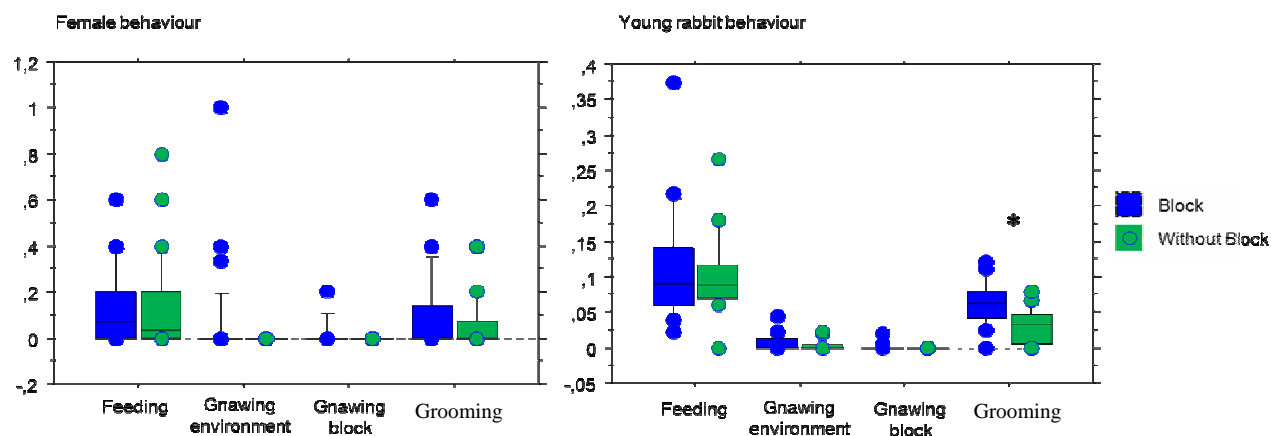 Female behaviour
1,2
1
,8
,6
,4
,2
0
-,2
Feeding
Gnawing
environment
Gnawing
block
Grooming
Young rabbit behaviour
,4
,35
,3
,25
,2
,15
,1
,05
0
-,05
*
Feeding
Gnawing
environment
Gnawing
block
Grooming
Block
Without Block